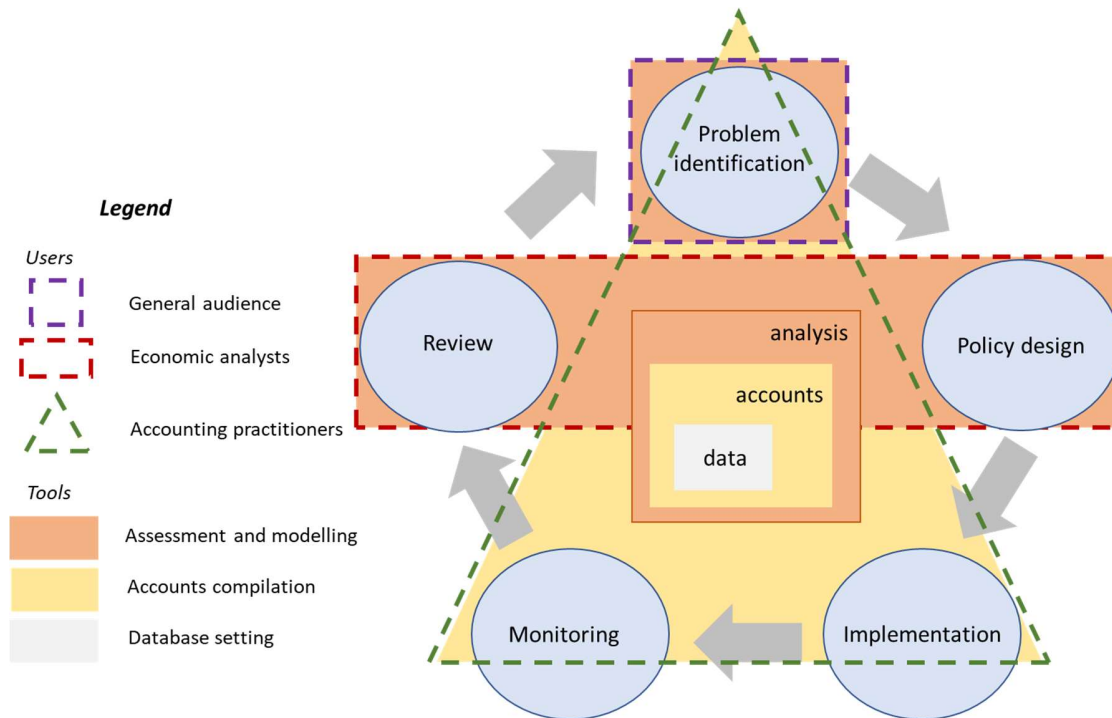 Legend
Users
General audience
Economic analysts
Accounting practitioners
Tools
Assessment and modelling
Accounts compilation
Database setting
Problem
identification
Review
Policy design
analysis
accounts
data
Monitoring
Implementation